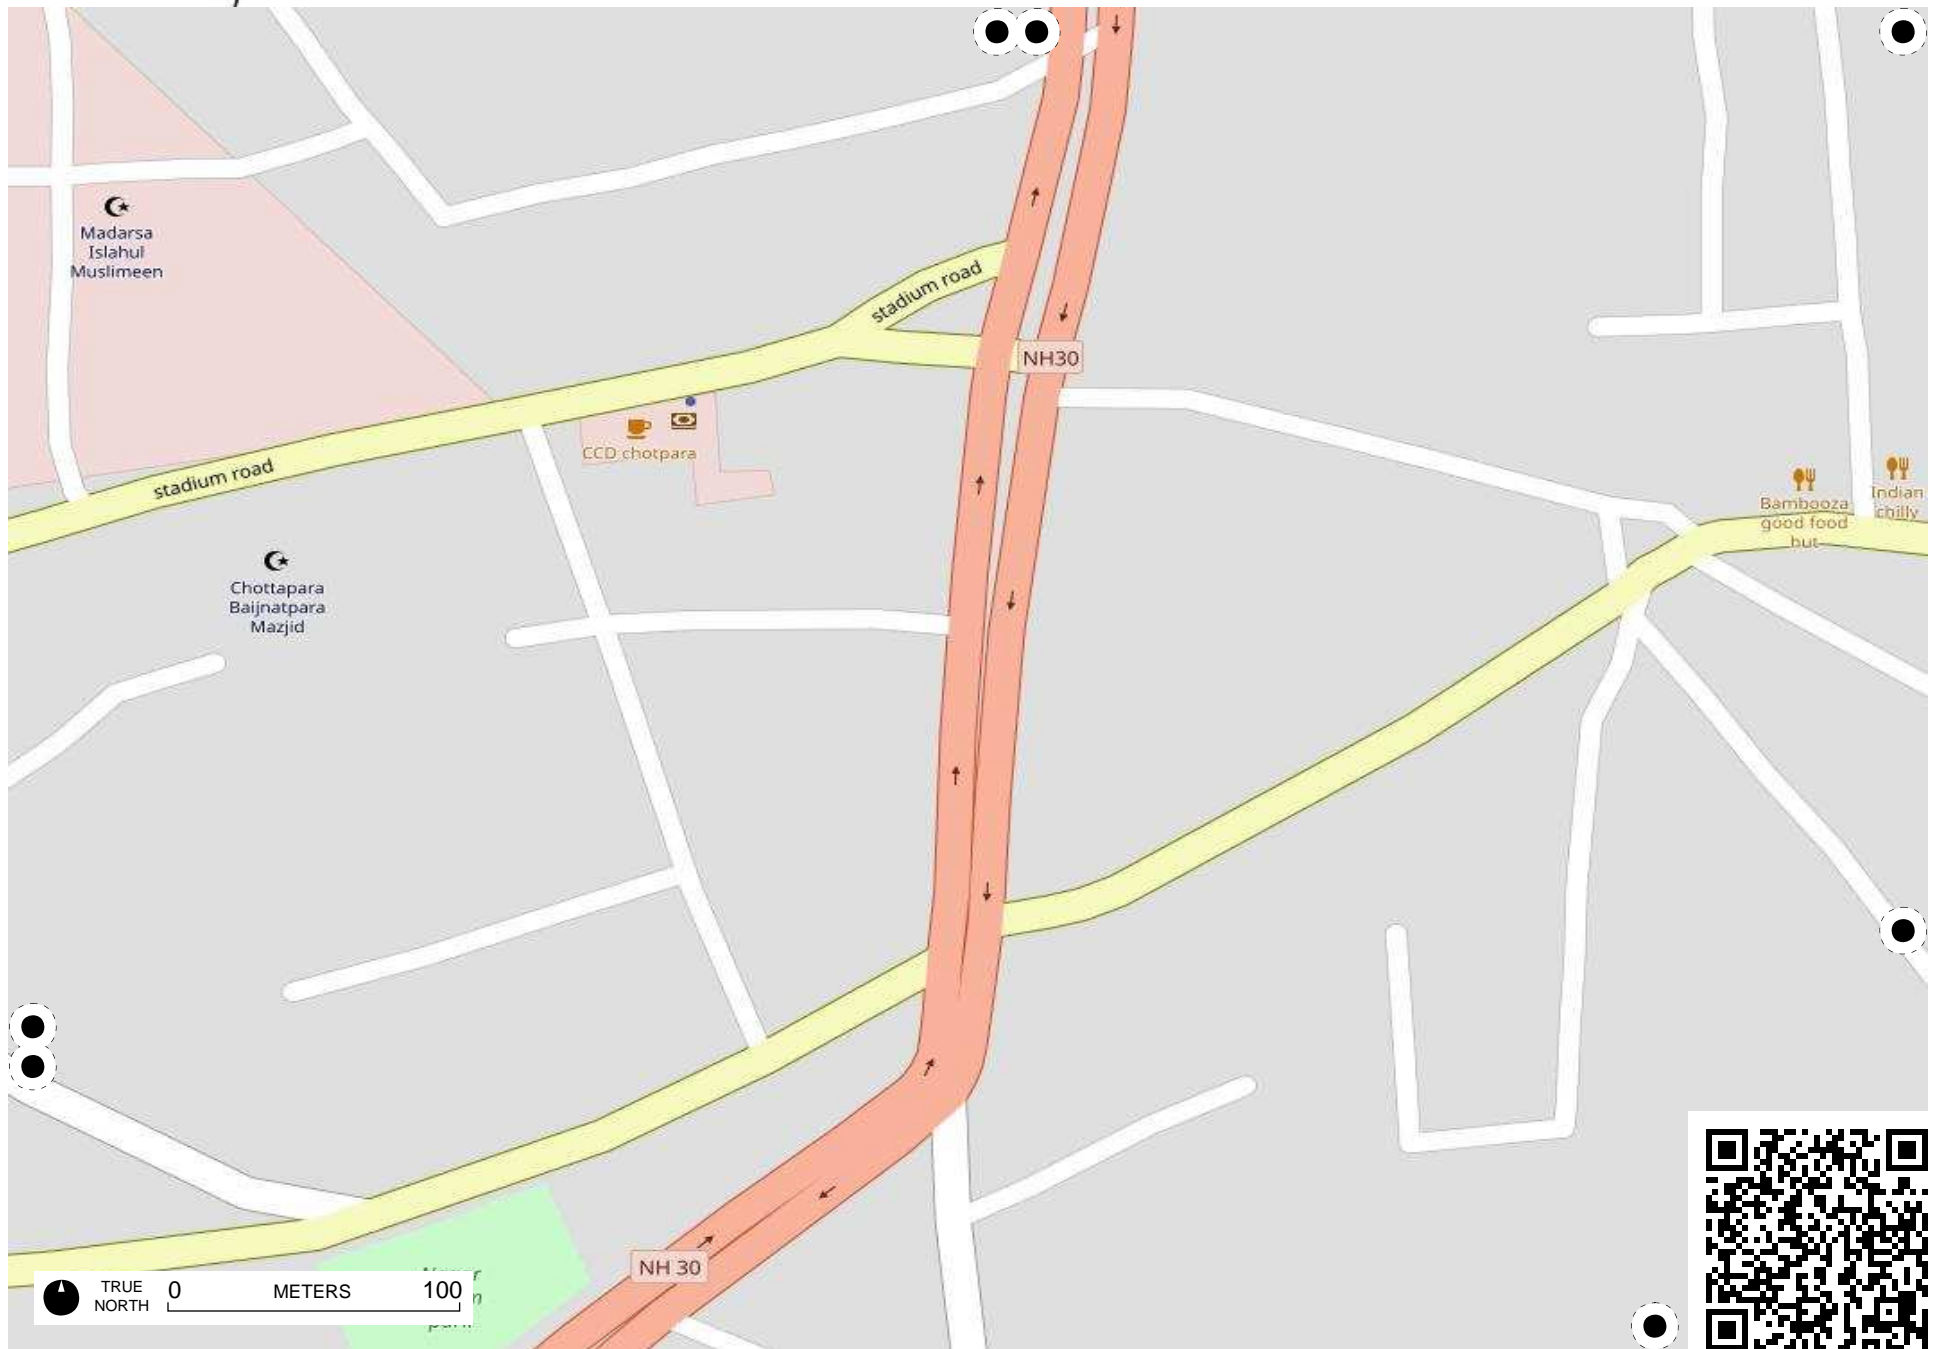 Madarsa
Islahul
Muslimeen
stadium road
NH30
CCD chotpara
stadium road
Bambooza
good food
hut
Indian
chilly
Chottapara
Baijnatpara
Mazjid
NH 30
TRUE
NORTH
0 METERS 100